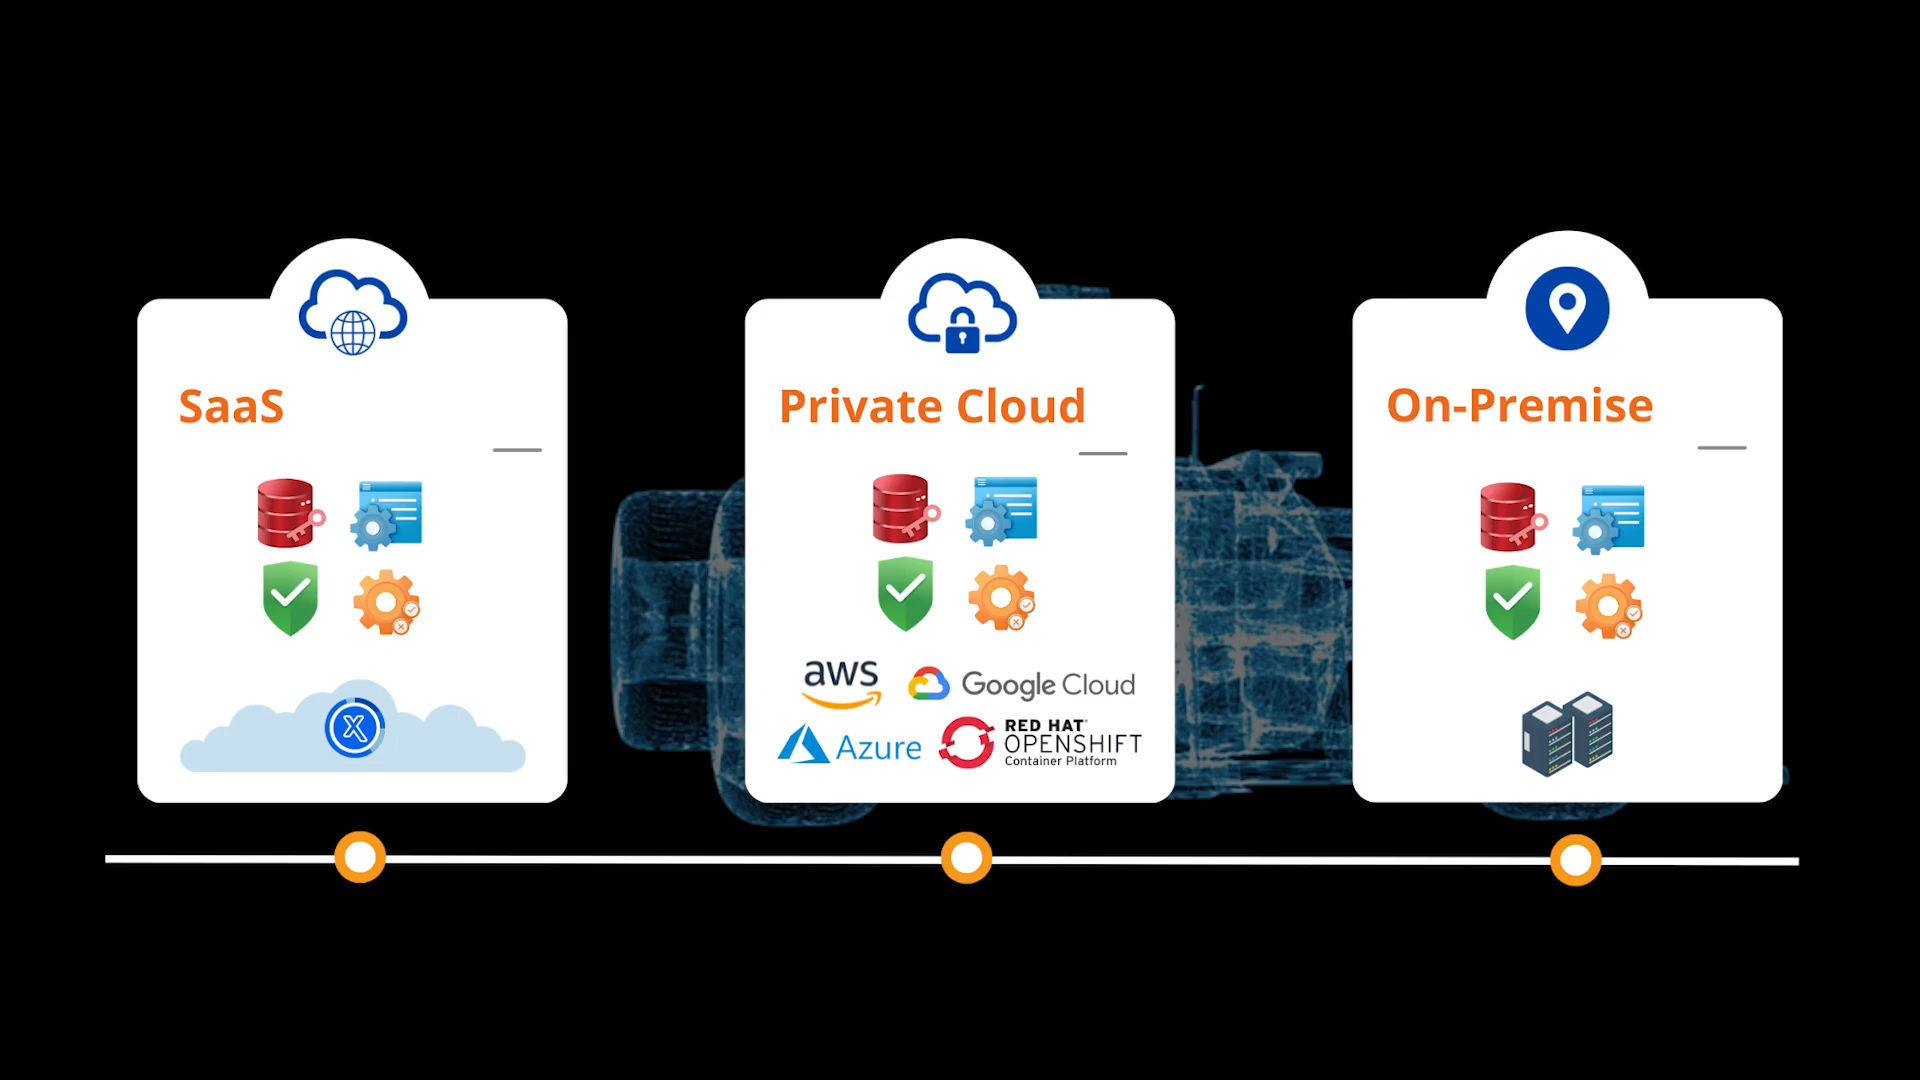 SaaS
Private Cloud
On-Premise
aws
Google Cloud
Azure
RED HAT
OPENSHIFT
Container Platform
X